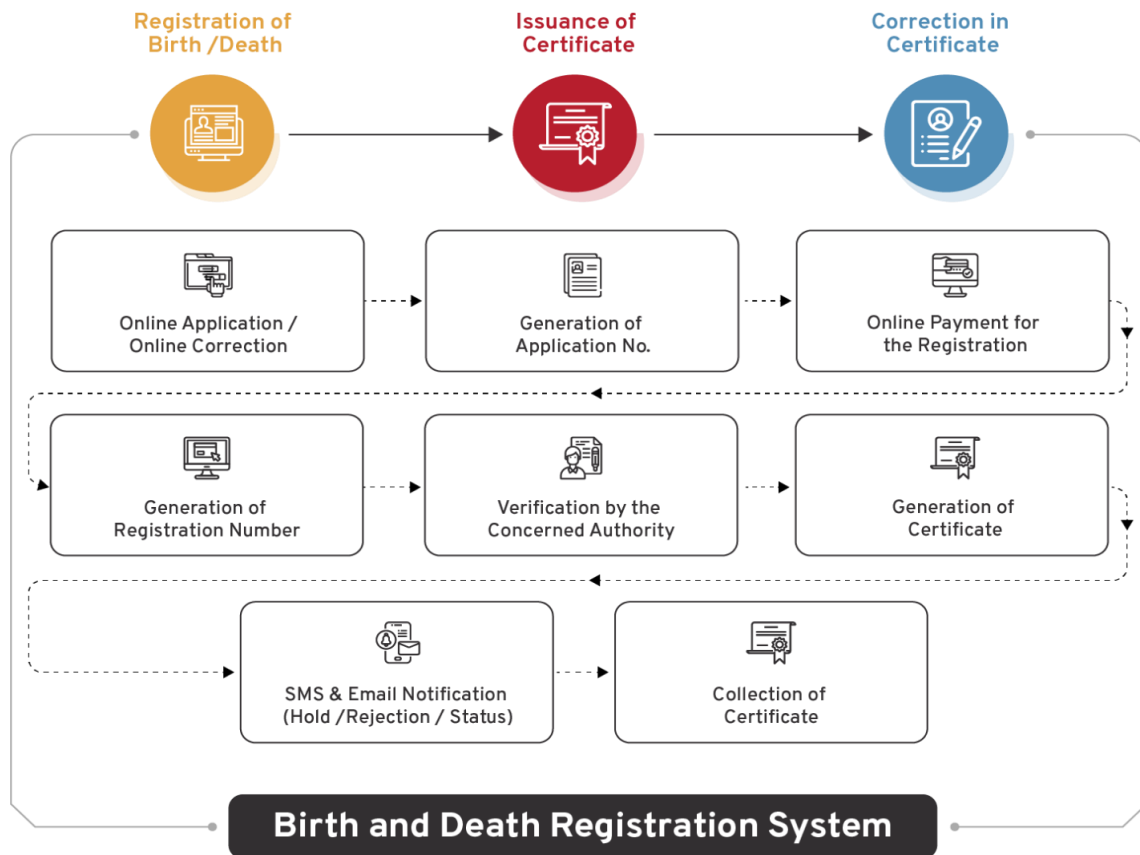 Registration of
Birth /Death
Issuance of
Certificate
Correction in
Certificate
Online Application /
Online Correction
Generation of
Application No.
Online Payment for
the Registration
Generation of
Registration Number
Verification by the
Concerned Authority
Generation of
Certificate
SMS & Email Notification
(Hold /Rejection / Status)
Collection of
Certificate
Birth and Death Registration System